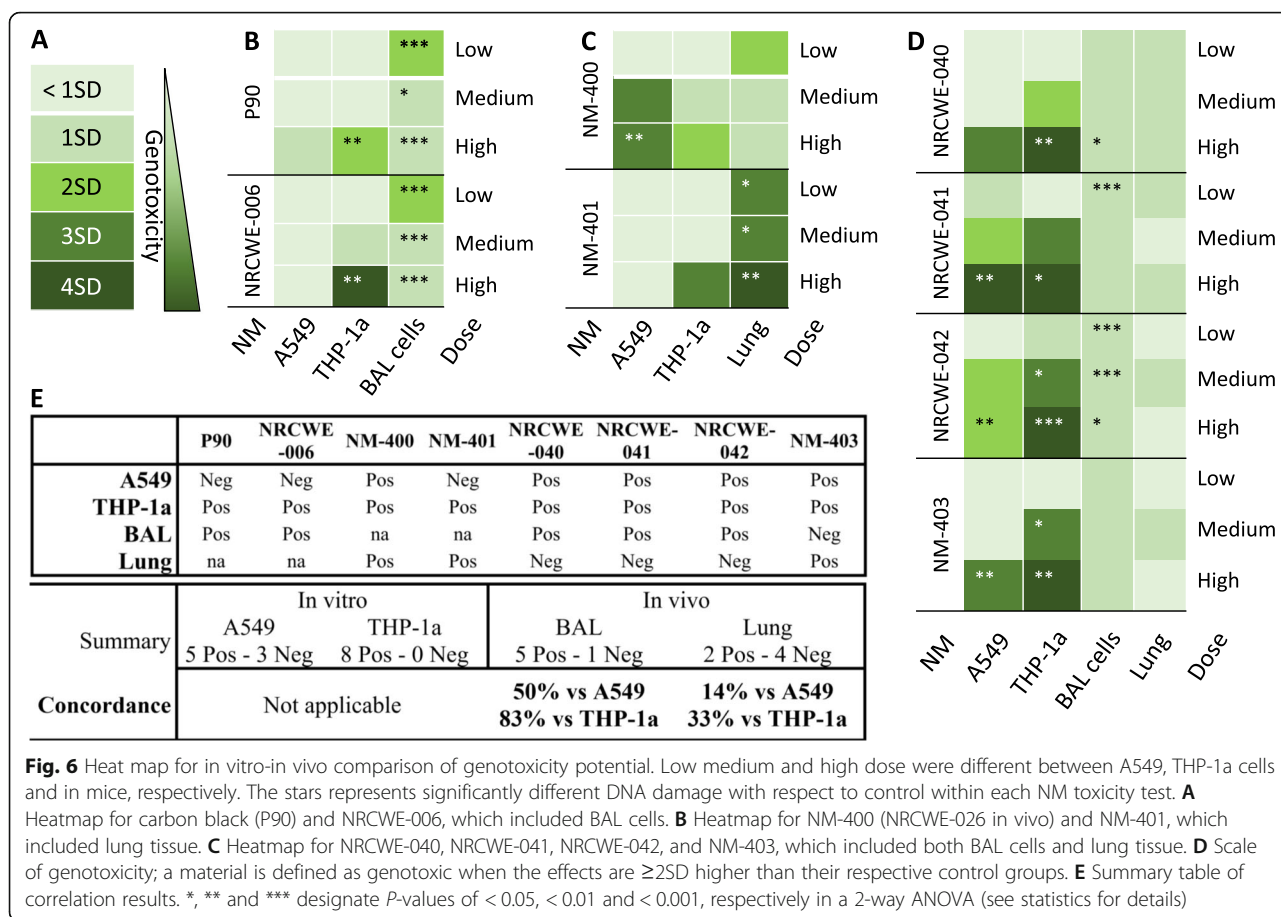 A
< 1SD
1SD
2SD
3SD
4SD
Genotoxicity
B
P90
*** Low
* Medium
** *** High
NRCWE-006
*** Low
*** Medium
** *** High
NM A549 THP-1a BAL cells Dose
C
NM-400
Low
Medium
** High
NM-401
* Low
* Medium
** High
NM A549 THP-1a Lung Dose
D
NRCWE-040
Low
Medium
** * High
NRCWE-041
*** Low
Medium
** * High
NRCWE-042
*** Low
* *** Medium
** *** * High
NM-403
Low
* Medium
** ** High
NM A549 THP-1a BAL cells Lung Dose
E
P90 NRCWE-006 NM-400 NM-401 NRCWE-040 NRCWE-041 NRCWE-042 NM-403
A549 Neg Neg Pos Neg Pos Pos Pos Pos
THP-1a Pos Pos Pos Pos Pos Pos Pos Pos
BAL Pos Pos na na Pos Pos Pos Neg
Lung na na Pos Pos Neg Neg Neg Pos
In vitro In vivo
Summary A549 THP-1a BAL Lung
5 Pos - 3 Neg 8 Pos - 0 Neg 5 Pos - 1 Neg 2 Pos - 4 Neg
Concordance Not applicable 50% vs A549 14% vs A549
83% vs THP-1a 33% vs THP-1a
Fig. 6 Heat map for in vitro-in vivo comparison of genotoxicity potential. Low medium and high dose were different between A549, THP-1a cells
and in mice, respectively. The stars represents significantly different DNA damage with respect to control within each NM toxicity test. A
Heatmap for carbon black (P90) and NRCWE-006, which included BAL cells. B Heatmap for NM-400 (NRCWE-026 in vivo) and NM-401, which
included lung tissue. C Heatmap for NRCWE-040, NRCWE-041, NRCWE-042, and NM-403, which included both BAL cells and lung tissue. D Scale
of genotoxicity; a material is defined as genotoxic when the effects are ≥2SD higher than their respective control groups. E Summary table of
correlation results. *, ** and *** designate P-values of < 0.05, < 0.01 and < 0.001, respectively in a 2-way ANOVA (see statistics for details)